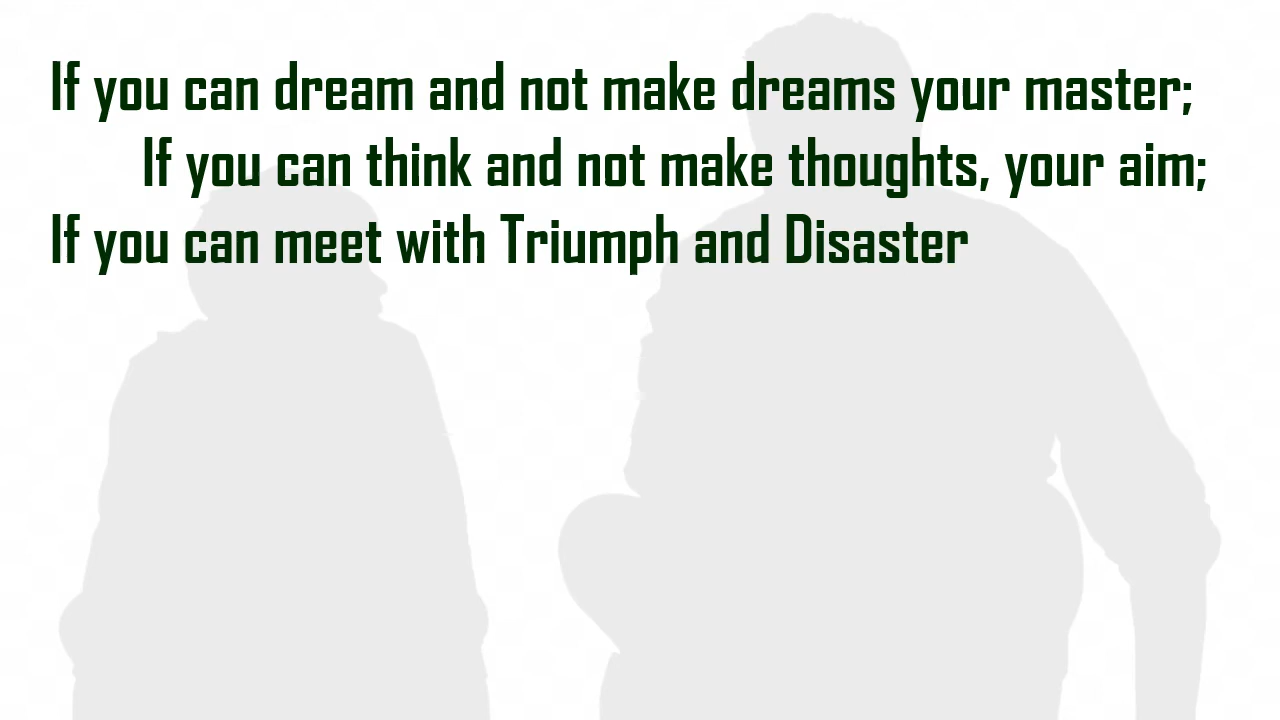 If you can dream and not make dreams your master;
If you can think and not make thoughts, your aim;
If you can meet with Triumph and Disaster